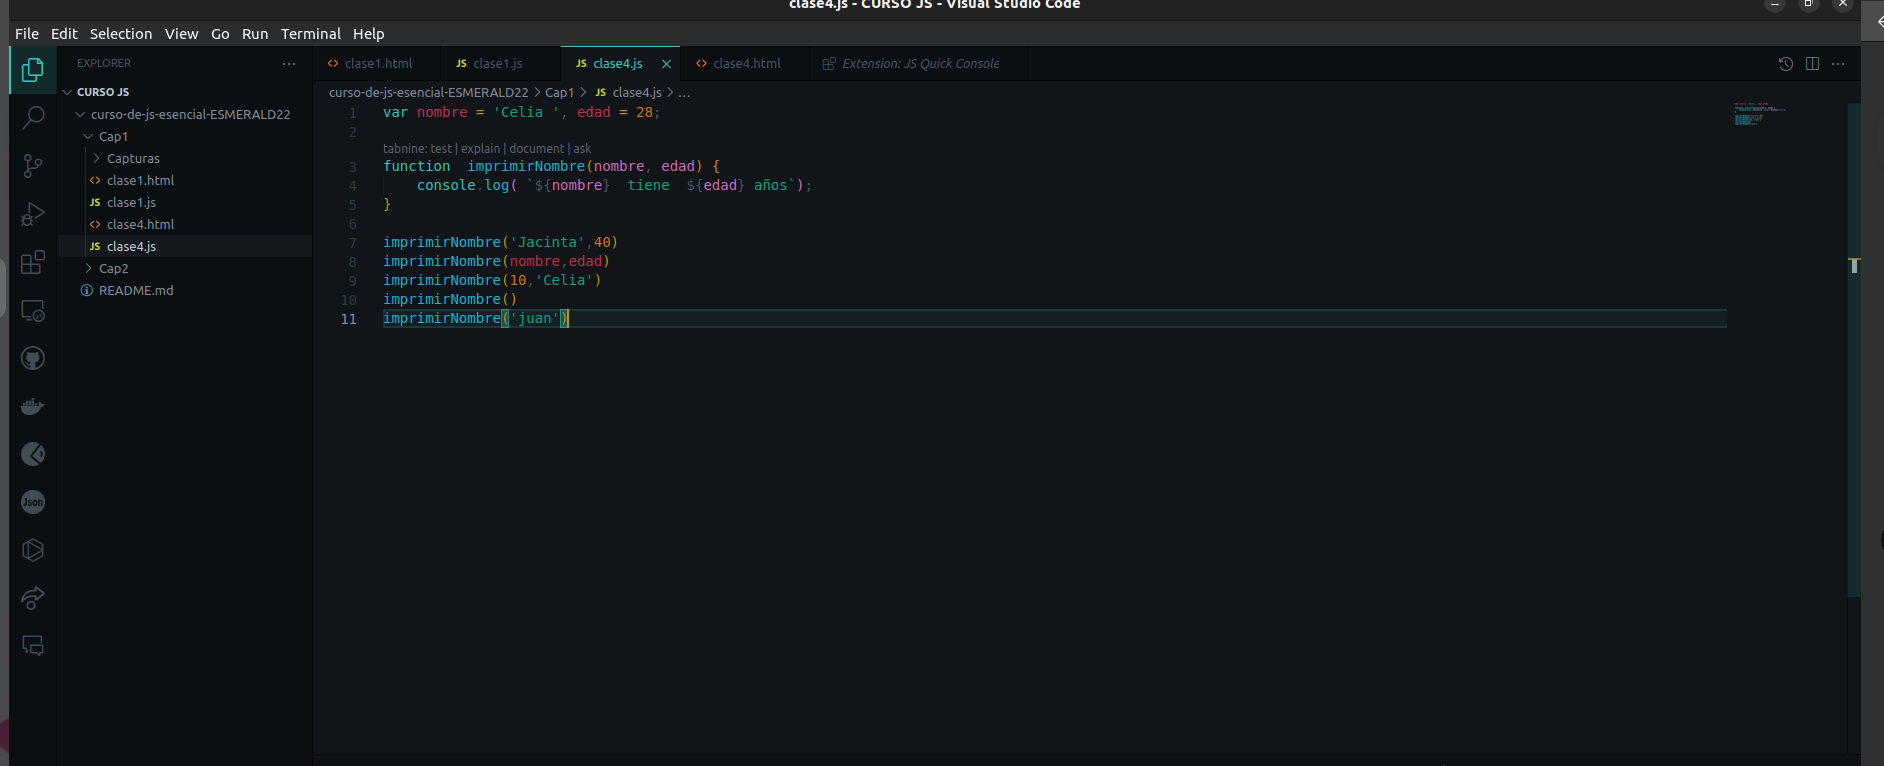 clase4.js - CURSO JS - Visual Studio Code
File Edit Selection View Go Run Terminal Help
EXPLORER
CURSO JS
curso-de-js-esencial-ESMERALD22
Cap1
Capturas
clase1.html
JS clase1.js
clase4.html
JS clase4.js
Cap2
README.md
Json
clase1.html JS clase1.js JS clase4.js clase4.html Extension: JS Quick Console
curso-de-js-esencial-ESMERALD22 > Cap1 > JS clase4.js > ...
1 var nombre = 'Celia ', edad = 28;
2
tabnine: test | explain | document | ask
3 function  imprimirNombre(nombre, edad) {
4     console.log( `${nombre}  tiene  ${edad} años`);
5 }
6
7 imprimirNombre('Jacinta',40)
8 imprimirNombre(nombre,edad)
9 imprimirNombre(10,'Celia')
10 imprimirNombre()
11 imprimirNombre('juan')